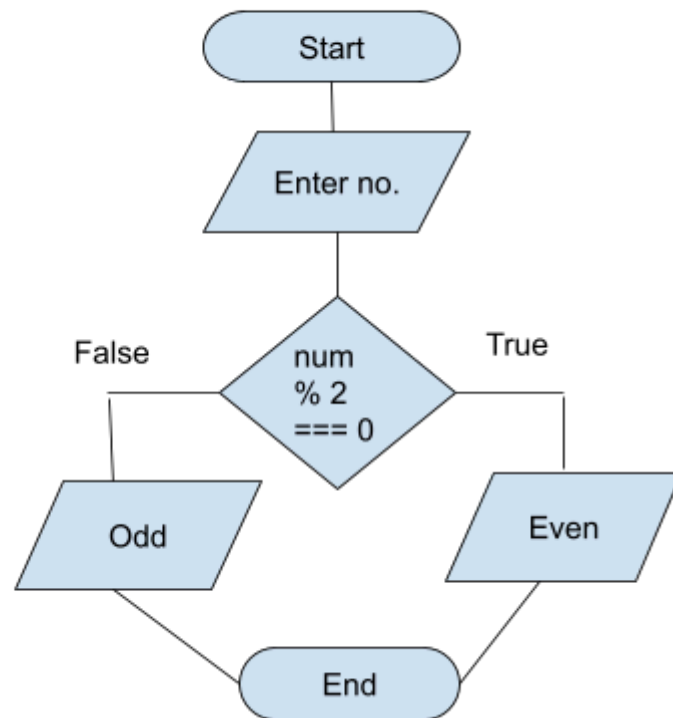 Start
Enter no.
False
True
num
% 2
=== 0
Odd
Even
End